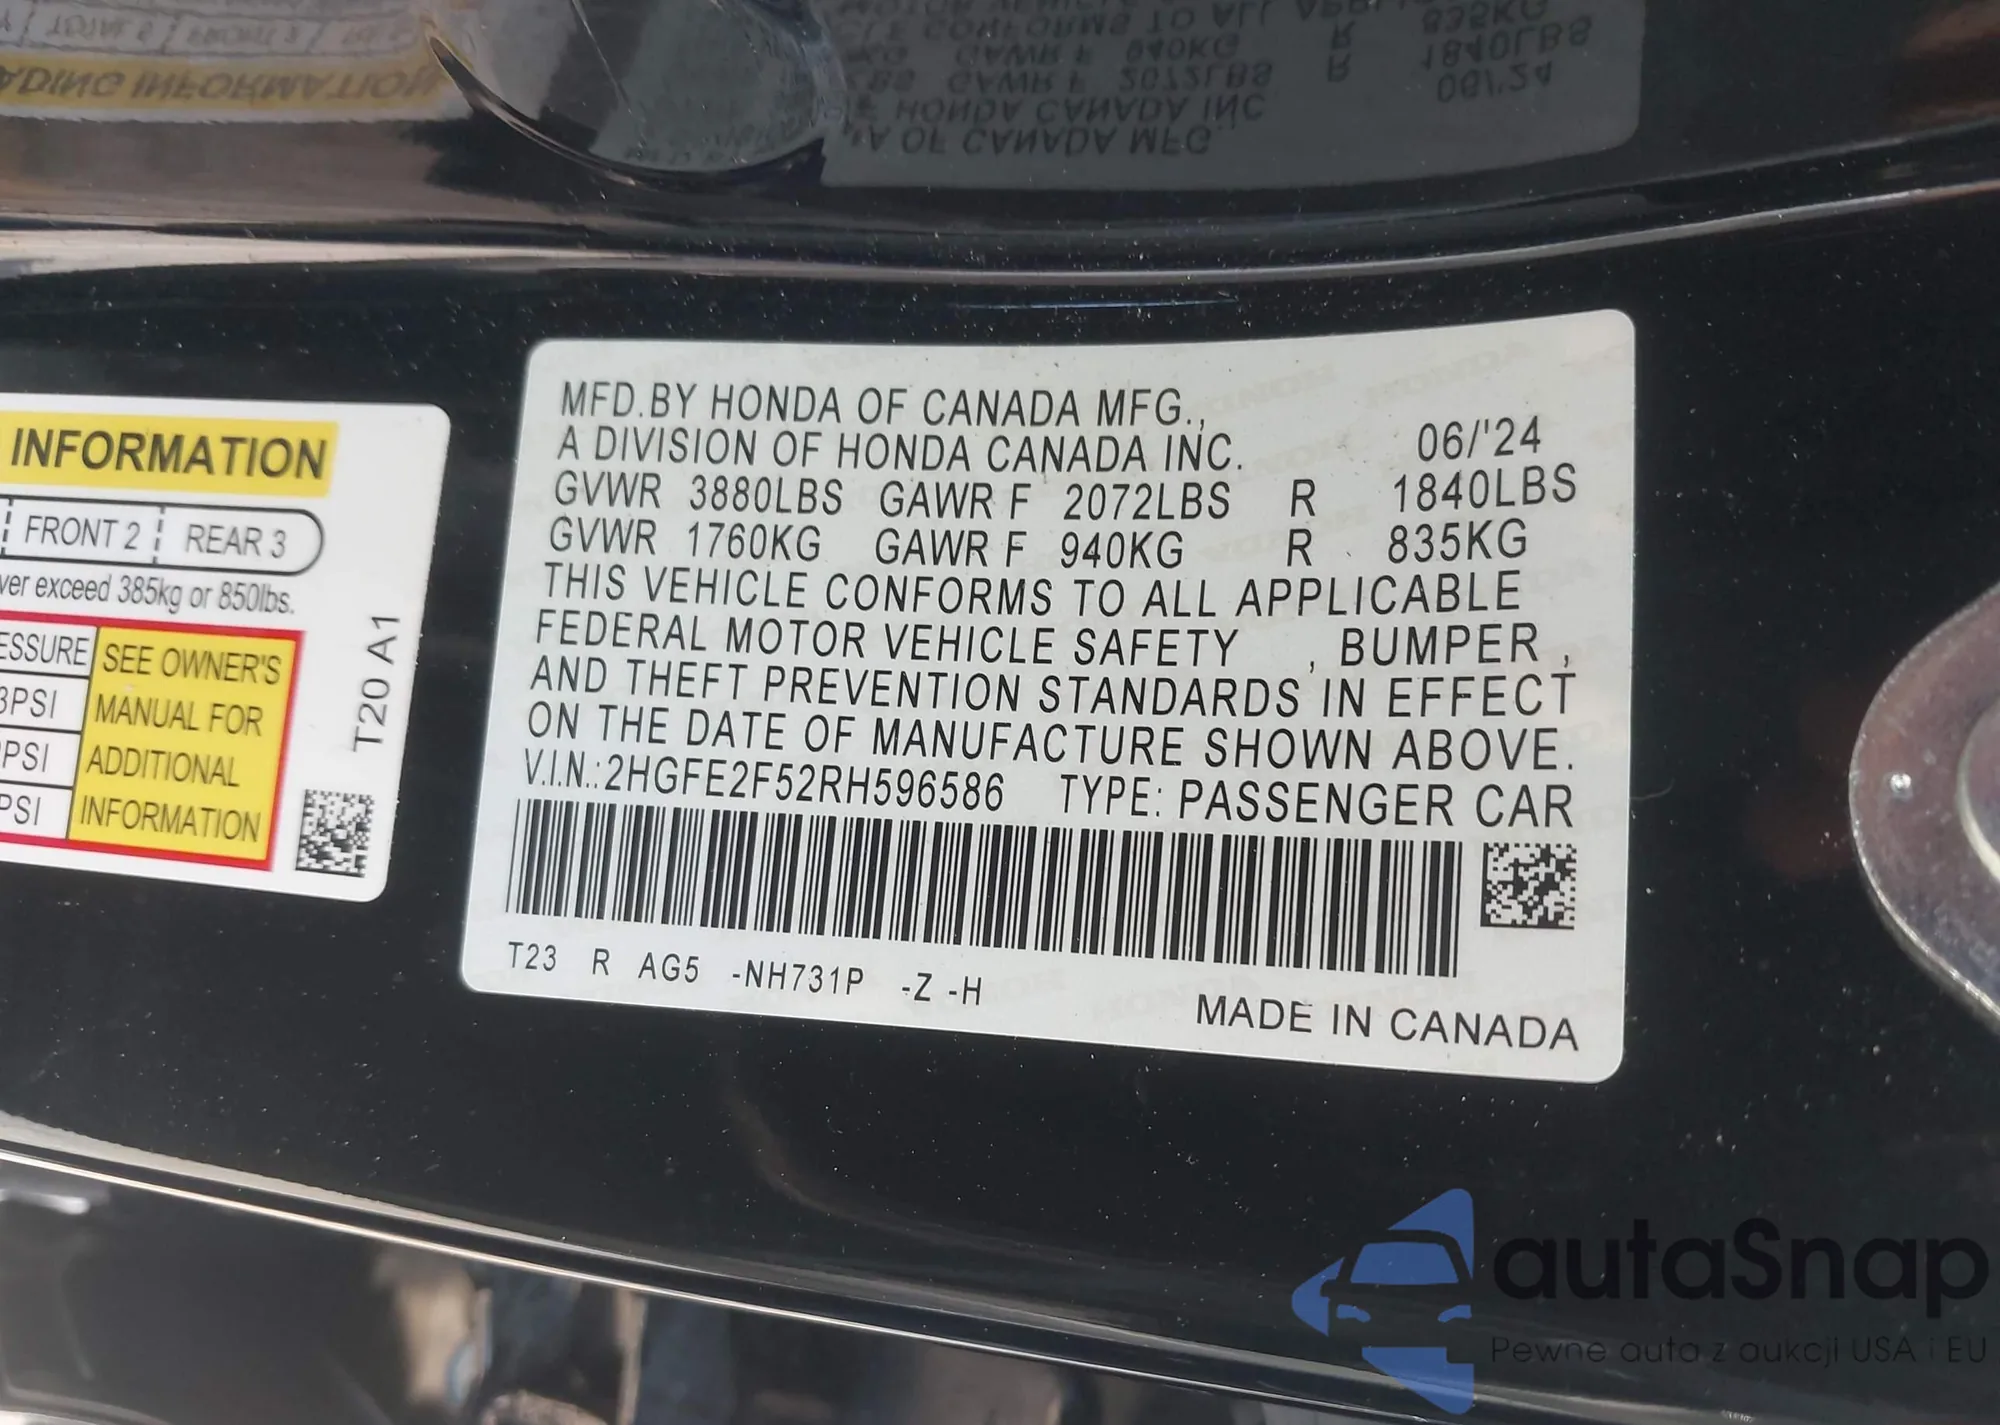 INFORMATION
FRONT 2 REAR 3
ver exceed 385kg or 850lbs.
ESSURE
3PSI
PSI
PSI
SEE OWNER'S
MANUAL FOR
ADDITIONAL
INFORMATION
T20 A1
MFD.BY HONDA OF CANADA MFG.,
A DIVISION OF HONDA CANADA INC. 06/'24
GVWR 3880LBS GAWR F 2072LBS R 1840LBS
GVWR 1760KG GAWR F 940KG R 835KG
THIS VEHICLE CONFORMS TO ALL APPLICABLE
FEDERAL MOTOR VEHICLE SAFETY , BUMPER ,
AND THEFT PREVENTION STANDARDS IN EFFECT
ON THE DATE OF MANUFACTURE SHOWN ABOVE.
V.I.N.:2HGFE2F52RH596586 TYPE: PASSENGER CAR
T23 R AG5 -NH731P -Z -H
MADE IN CANADA
autaSnap
Pewne auta z aukcji USA i EU